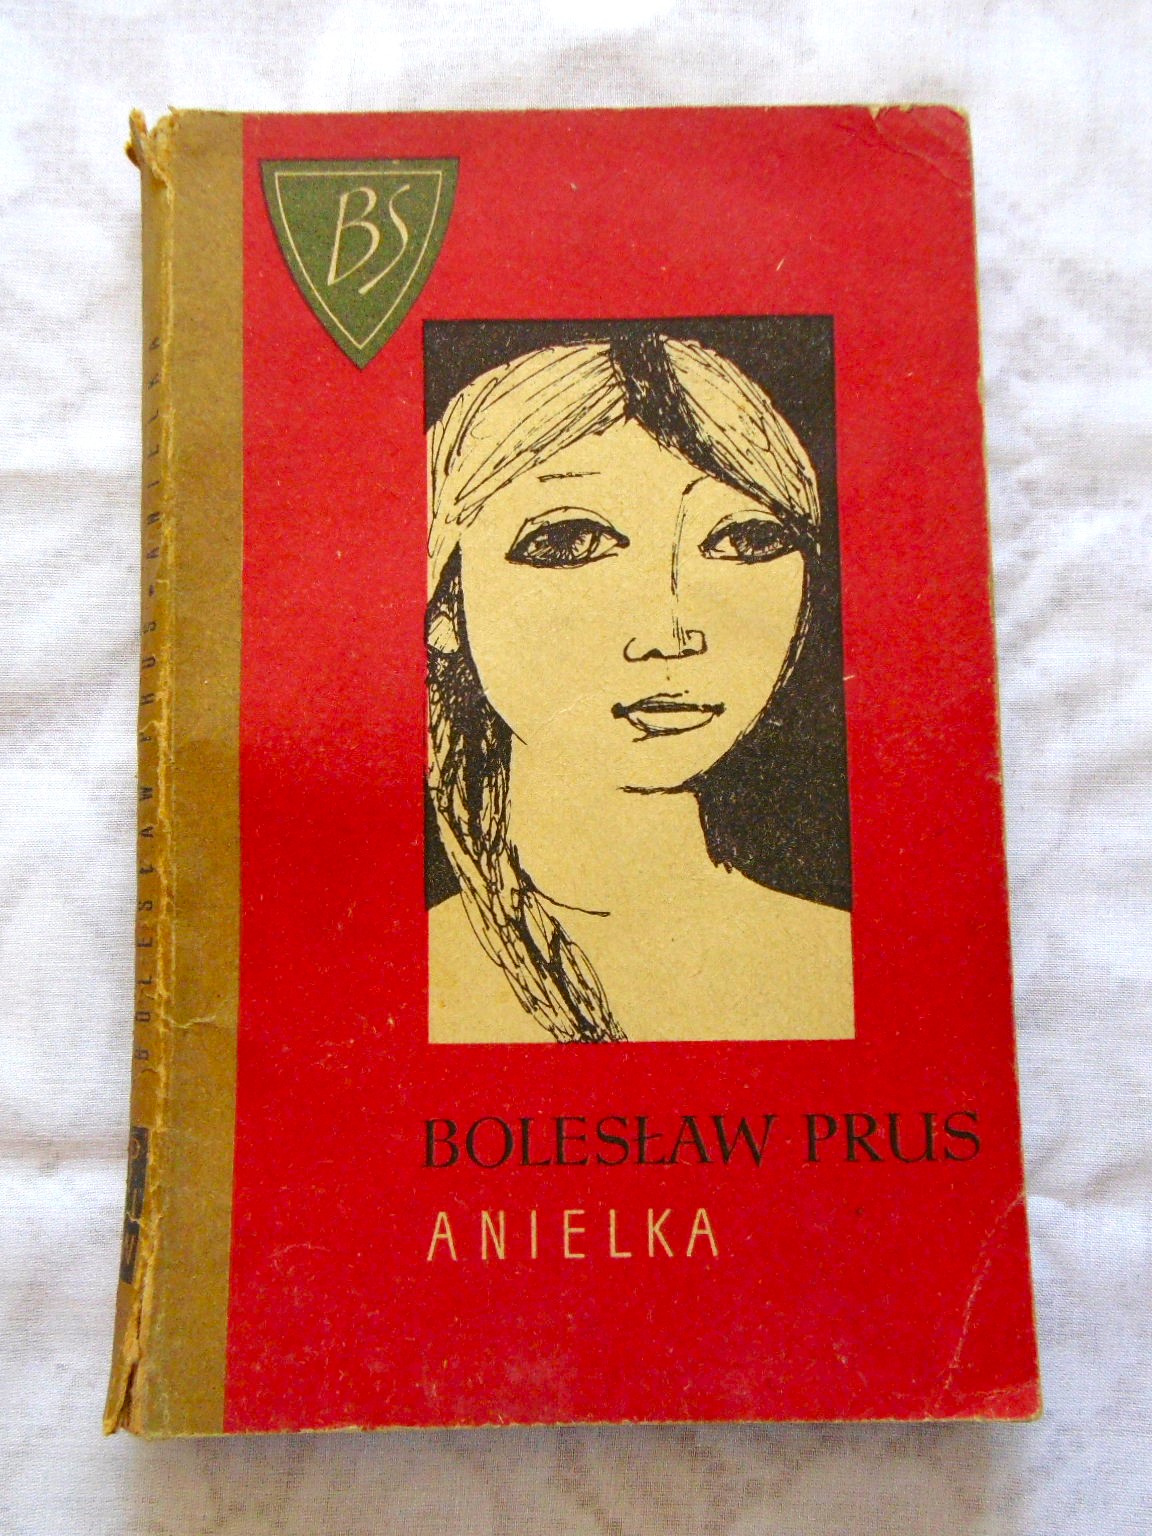 BS
BOLESŁAW PRUS
ANIELKA
BOLESŁAW PRUS - ANIELKA